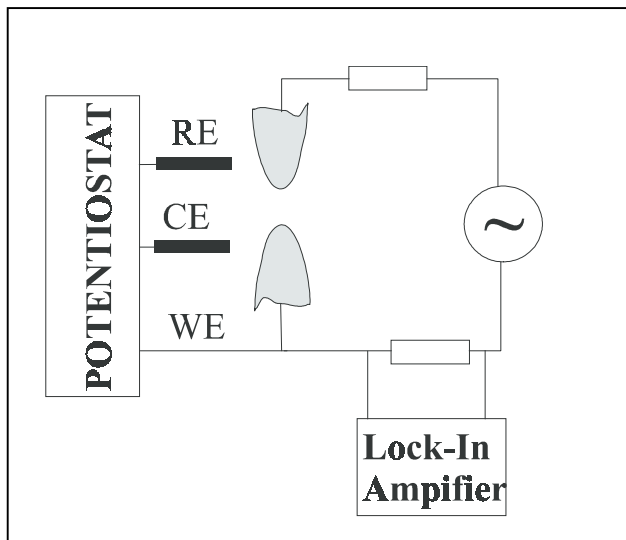 POTENTIOSTAT
RE
CE
WE
~
Lock-In
Ampifier